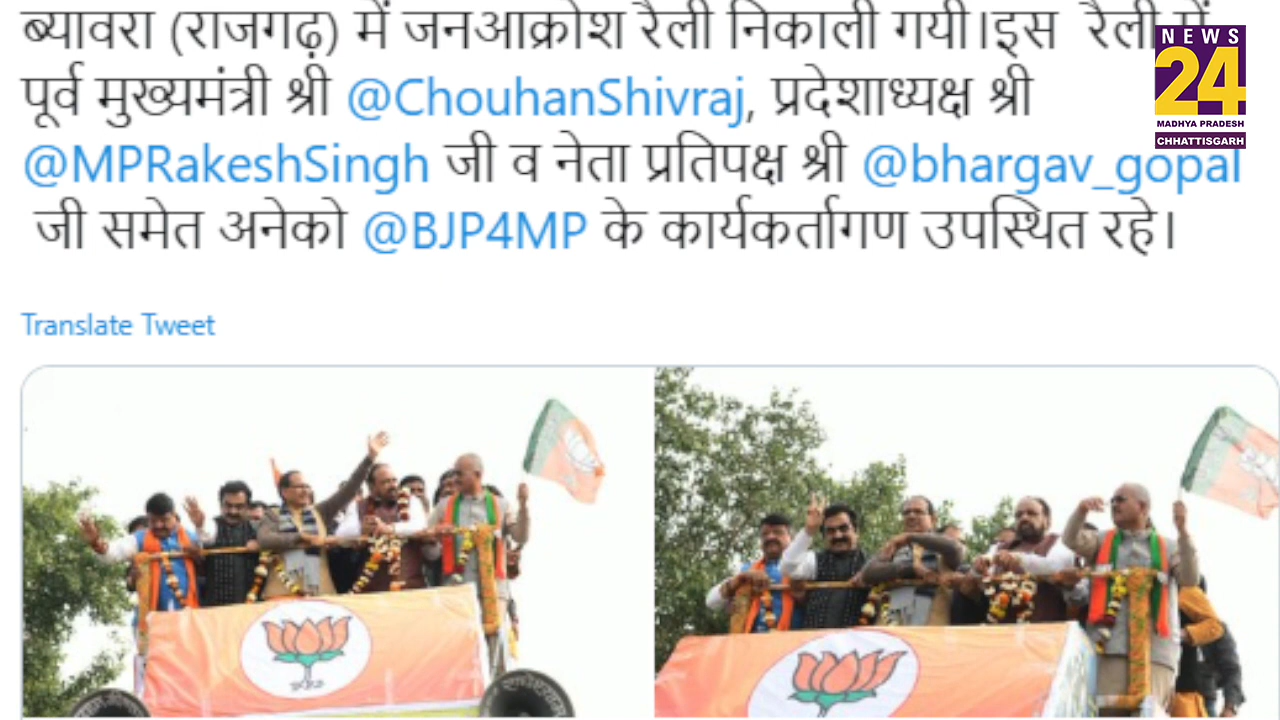 ब्यावरा (राजगढ़) में जनआक्रोश रैली निकाली गयी।इस रैली में
पूर्व मुख्यमंत्री श्री @ChouhanShivraj, प्रदेशाध्यक्ष श्री
@MPRakeshSingh जी व नेता प्रतिपक्ष श्री @bhargav_gopal
जी समेत अनेको @BJP4MP के कार्यकर्तागण उपस्थित रहे।
Translate Tweet
NEWS
24
MADHYA PRADESH
CHHATTISGARH